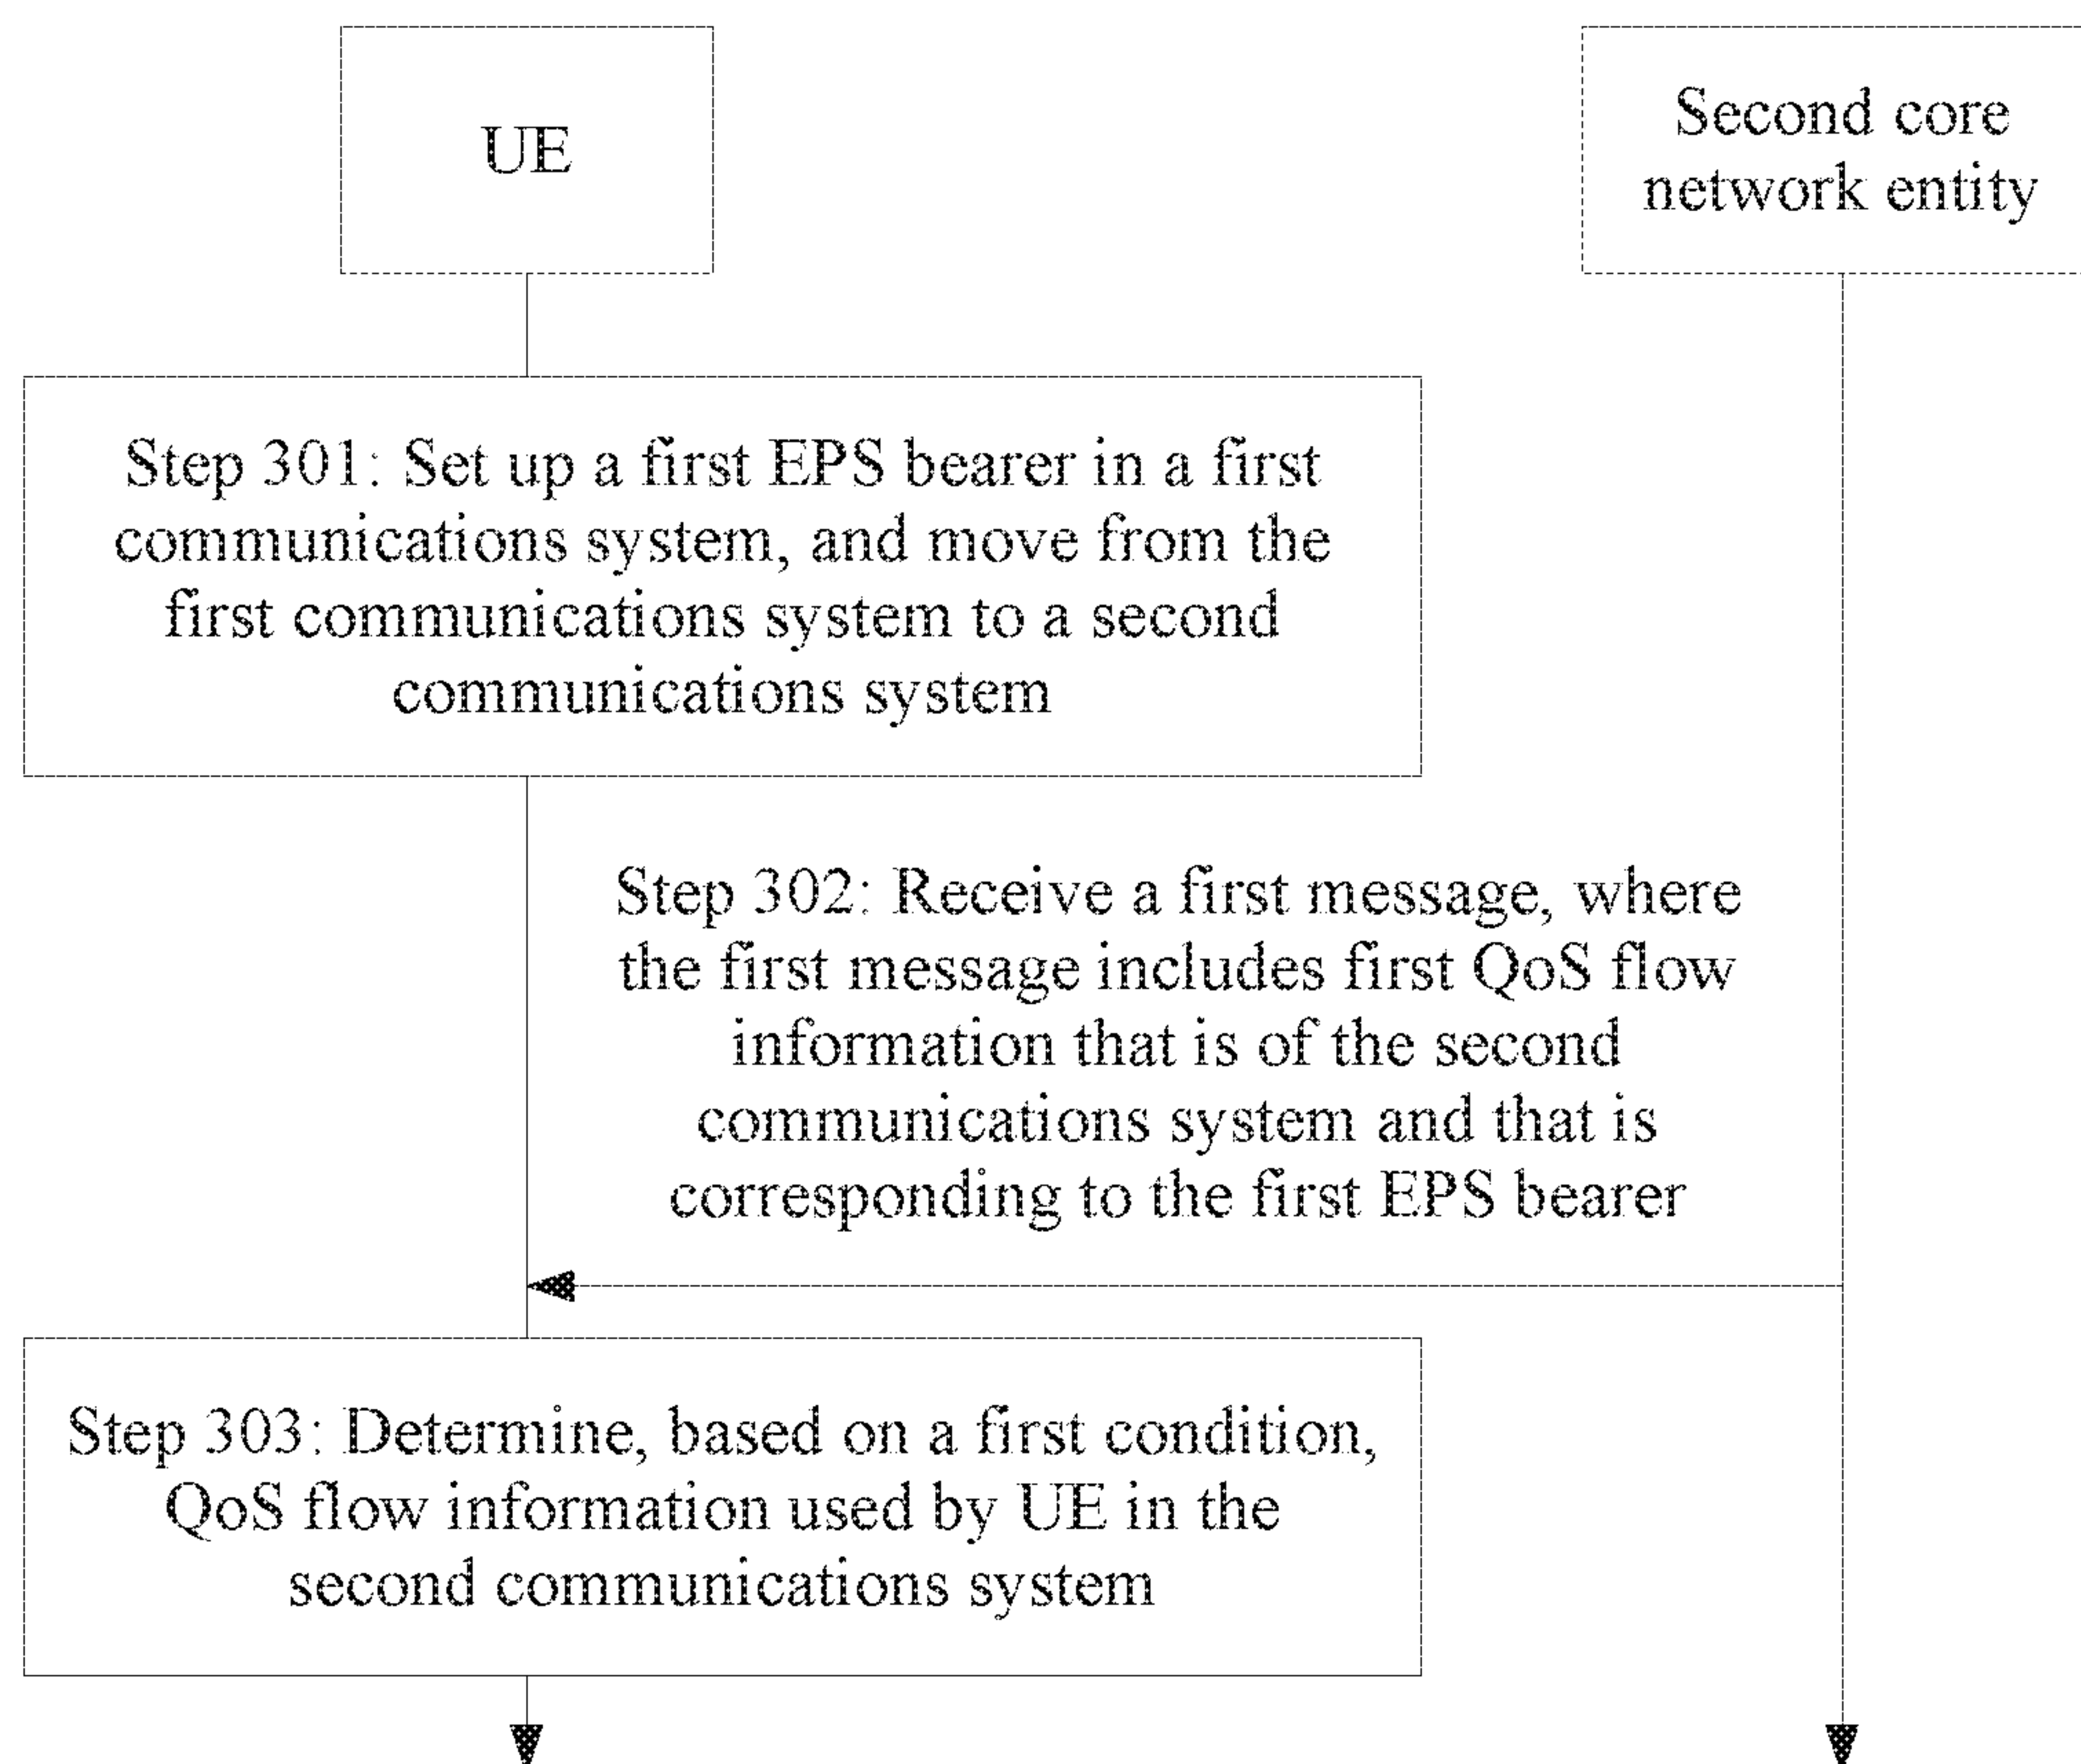 UE
Second core
network entity
Step 301: Set up a first EPS bearer in a first
communications system, and move from the
first communications system to a second
communications system
Step 302: Receive a first message, where
the first message includes first QoS flow
information that is of the second
communications system and that is
corresponding to the first EPS bearer
Step 303: Determine, based on a first condition,
QoS flow information used by UE in the
second communications system